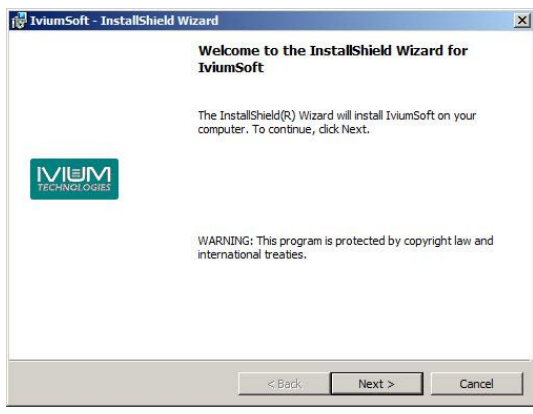 IviumSoft - InstallShield Wizard
Welcome to the InstallShield Wizard for
IviumSoft
The InstallShield(R) Wizard will install IviumSoft on your
computer. To continue, click Next.
IVIUM
TECHNOLOGIES
WARNING: This program is protected by copyright law and
international treaties.
< Back Next > Cancel